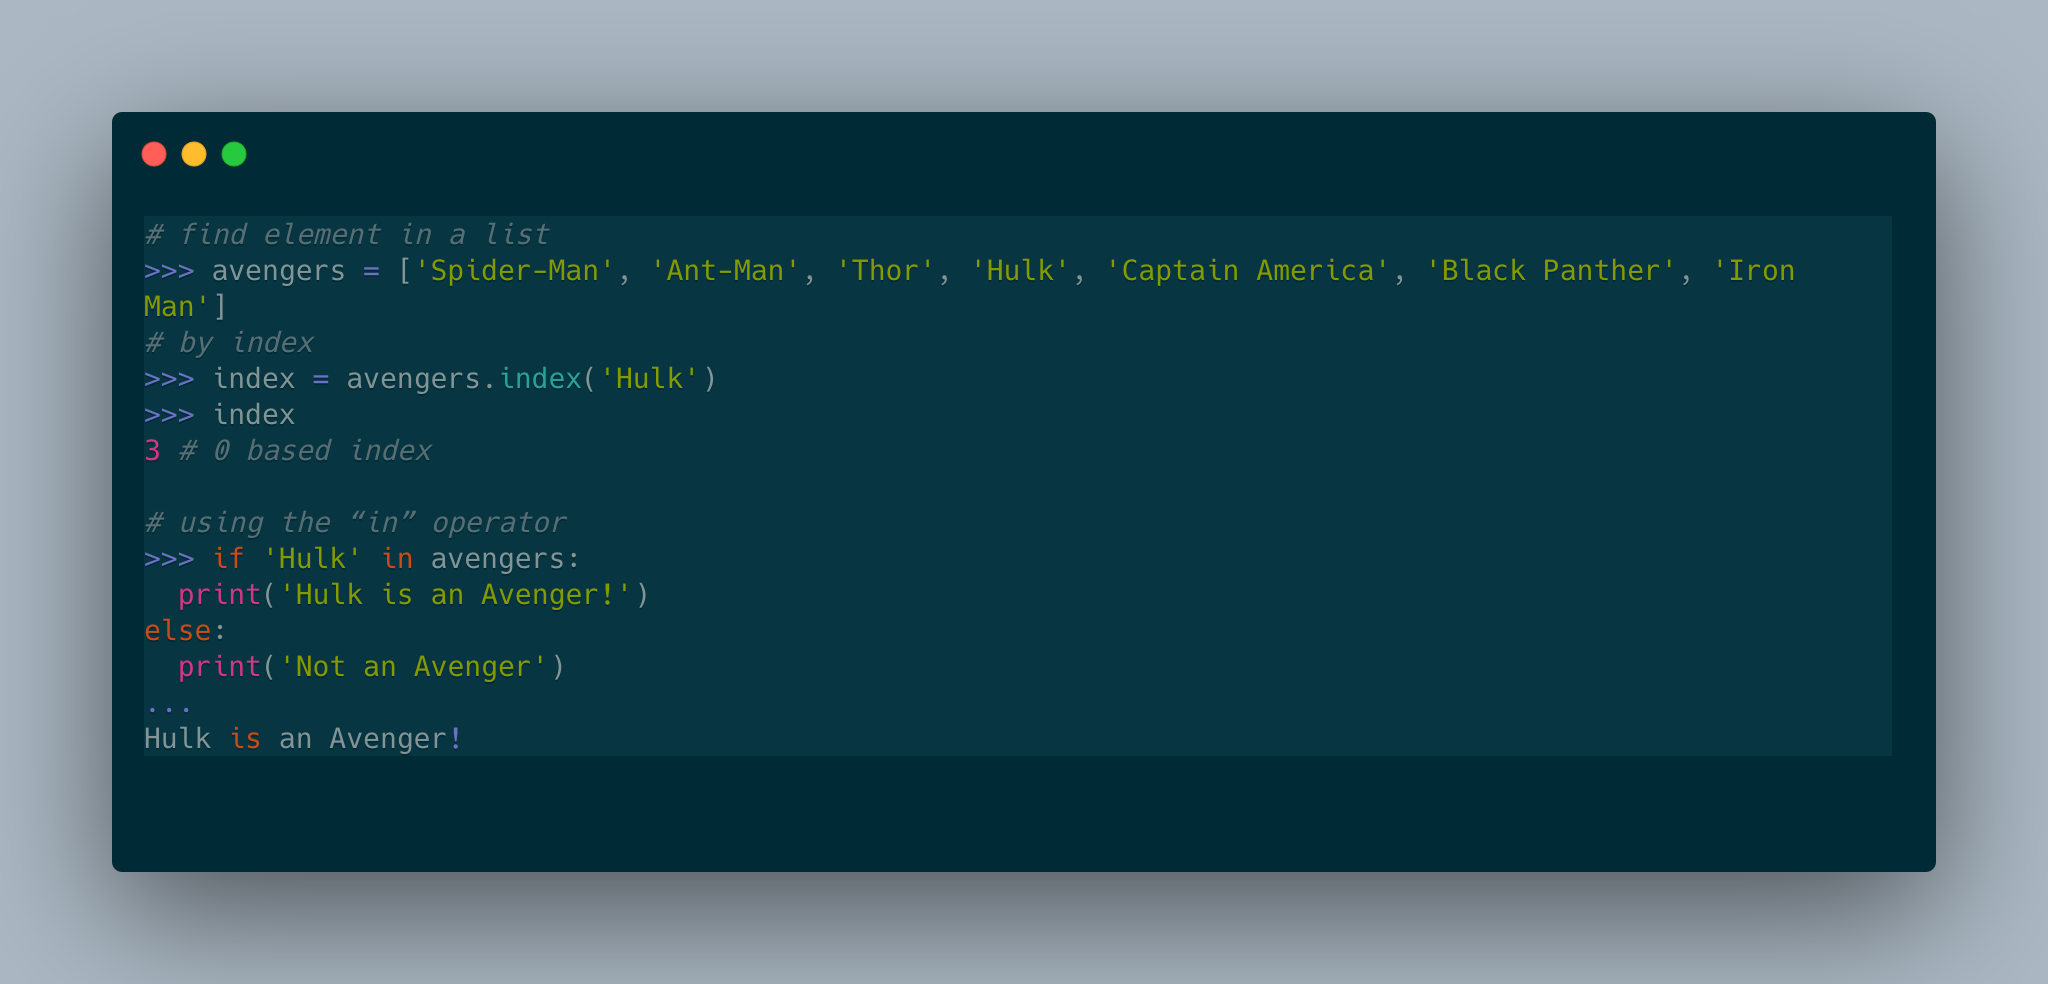 # find element in a list
>>> avengers = ['Spider-Man', 'Ant-Man', 'Thor', 'Hulk', 'Captain America', 'Black Panther', 'Iron
Man']
# by index
>>> index = avengers.index('Hulk')
>>> index
3 # 0 based index
# using the “in” operator
>>> if 'Hulk' in avengers:
  print('Hulk is an Avenger!')
else:
  print('Not an Avenger')
...
Hulk is an Avenger!